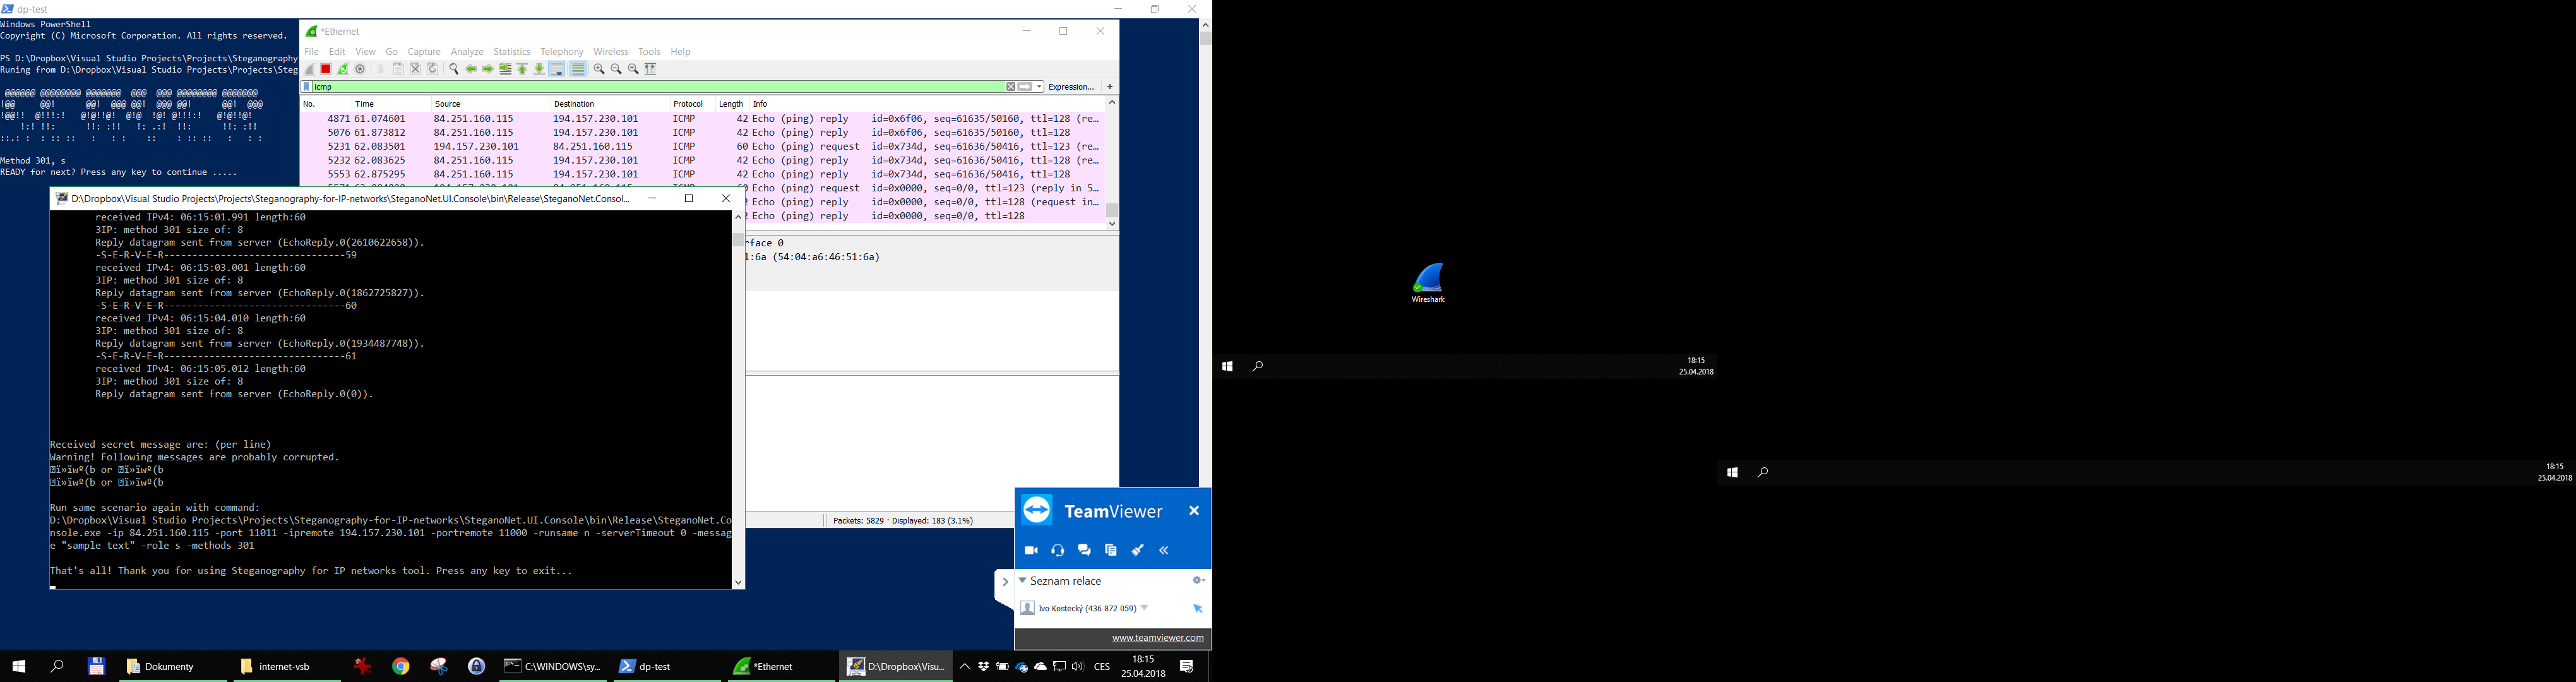 dp-test
Windows PowerShell
Copyright (C) Microsoft Corporation. All rights reserved.
PS D:\Dropbox\Visual Studio Projects\Projects\Steganography
Runing from D:\Dropbox\Visual Studio Projects\Projects\Steg
Method 301, s
READY for next? Press any key to continue .....
*Ethernet
File Edit View Go Capture Analyze Statistics Telephony Wireless Tools Help
icmp
Expression... +
No. Time Source Destination Protocol Length Info
4871 61.074601 84.251.160.115 194.157.230.101 ICMP 42 Echo (ping) reply id=0x6f06, seq=61635/50160, ttl=128 (re...
5076 61.873812 84.251.160.115 194.157.230.101 ICMP 42 Echo (ping) reply id=0x6f06, seq=61635/50160, ttl=128
5231 62.083501 194.157.230.101 84.251.160.115 ICMP 60 Echo (ping) request id=0x734d, seq=61636/50416, ttl=123 (re...
5232 62.083625 84.251.160.115 194.157.230.101 ICMP 42 Echo (ping) reply id=0x734d, seq=61636/50416, ttl=128 (re...
5553 62.875295 84.251.160.115 194.157.230.101 ICMP 42 Echo (ping) reply id=0x734d, seq=61636/50416, ttl=128
Echo (ping) request id=0x0000, seq=0/0, ttl=123 (reply in 5...
Echo (ping) reply id=0x0000, seq=0/0, ttl=128 (request in...
Echo (ping) reply id=0x0000, seq=0/0, ttl=128
rface 0
1:6a (54:04:a6:46:51:6a)
Packets: 5829 · Displayed: 183 (3.1%)
D:\Dropbox\Visual Studio Projects\Projects\Steganography-for-IP-networks\SteganoNet.UI.Console\bin\Release\SteganoNet.Consol...
received IPv4: 06:15:01.991 length:60
3IP: method 301 size of: 8
Reply datagram sent from server (EchoReply.0(2610622658)).
-S-E-R-V-E-R--------------------------------59
received IPv4: 06:15:03.001 length:60
3IP: method 301 size of: 8
Reply datagram sent from server (EchoReply.0(1862725827)).
-S-E-R-V-E-R--------------------------------60
received IPv4: 06:15:04.010 length:60
3IP: method 301 size of: 8
Reply datagram sent from server (EchoReply.0(1934487748)).
-S-E-R-V-E-R--------------------------------61
received IPv4: 06:15:05.012 length:60
3IP: method 301 size of: 8
Reply datagram sent from server (EchoReply.0(0)).
Received secret message are: (per line)
Warning! Following messages are probably corrupted.
ï»ïwº(b or ï»ïwº(b
ï»ïwº(b or ï»ïwº(b
Run same scenario again with command:
D:\Dropbox\Visual Studio Projects\Projects\Steganography-for-IP-networks\SteganoNet.UI.Console\bin\Release\SteganoNet.Co
nsole.exe -ip 84.251.160.115 -port 11011 -ipremote 194.157.230.101 -portremote 11000 -runsame n -serverTimeout 0 -messag
e "sample text" -role s -methods 301
That's all! Thank you for using Steganography for IP networks tool. Press any key to exit...
TeamViewer
Seznam relace
Ivo Kostecký (436 872 059)
www.teamviewer.com
Dokumenty
internet-vsb
C:\WINDOWS\sy...
dp-test
*Ethernet
D:\Dropbox\Visu...
CES
18:15
25.04.2018
Wireshark
18:15
25.04.2018
18:15
25.04.2018